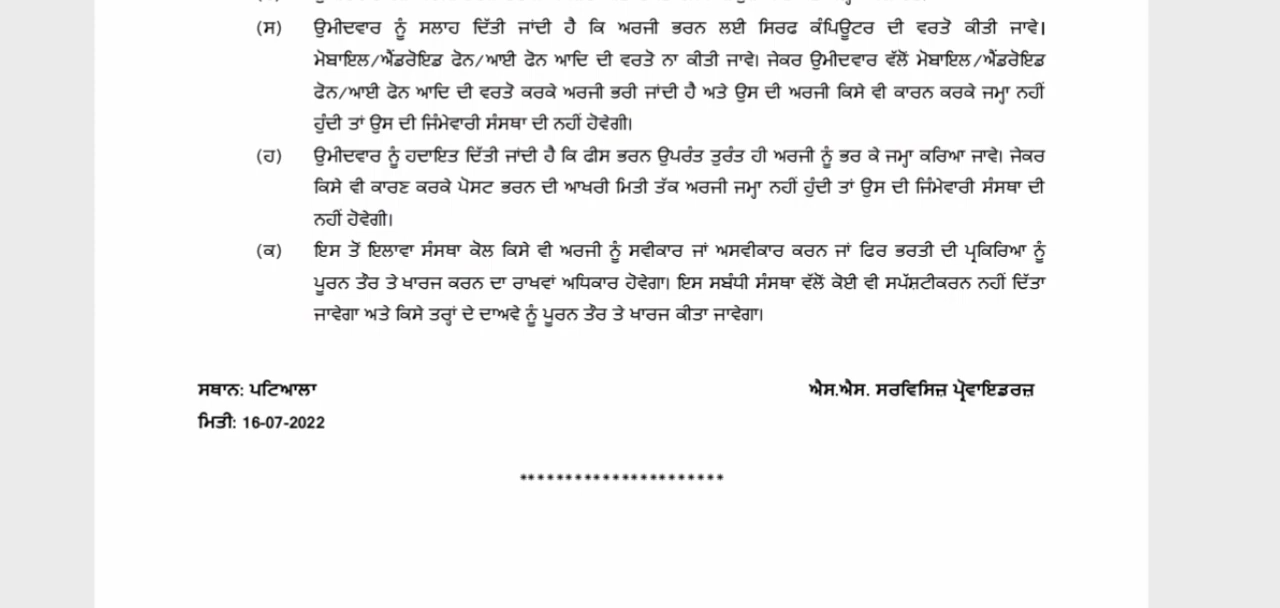 (ਸ) ਉਮੀਦਵਾਰ ਨੂੰ ਸਲਾਹ ਦਿੱਤੀ ਜਾਂਦੀ ਹੈ ਕਿ ਅਰਜੀ ਭਰਨ ਲਈ ਸਿਰਫ ਕੰਪਿਊਟਰ ਦੀ ਵਰਤੋ ਕੀਤੀ ਜਾਵੇ।
ਮੋਬਾਇਲ/ਐਂਡਰੋਇਡ ਫੋਨ/ਆਈ ਫੋਨ ਆਦਿ ਦੀ ਵਰਤੋ ਨਾ ਕੀਤੀ ਜਾਵੇ। ਜੇਕਰ ਉਮੀਦਵਾਰ ਵੱਲੋਂ ਮੋਬਾਇਲ/ਐਂਡਰੋਇਡ
ਫੋਨ/ਆਈ ਫੋਨ ਆਦਿ ਦੀ ਵਰਤੋਂ ਕਰਕੇ ਅਰਜੀ ਭਰੀ ਜਾਂਦੀ ਹੈ ਅਤੇ ਉਸ ਦੀ ਅਰਜੀ ਕਿਸੇ ਵੀ ਕਾਰਨ ਕਰਕੇ ਜਮ੍ਹਾ ਨਹੀਂ
ਹੁੰਦੀ ਤਾਂ ਉਸ ਦੀ ਜਿੰਮੇਵਾਰੀ ਸੰਸਥਾ ਦੀ ਨਹੀਂ ਹੋਵੇਗੀ।
(ਹ) ਉਮੀਦਵਾਰ ਨੂੰ ਹਦਾਇਤ ਦਿੱਤੀ ਜਾਂਦੀ ਹੈ ਕਿ ਫੀਸ ਭਰਨ ਉਪਰੰਤ ਤੁਰੰਤ ਹੀ ਅਰਜੀ ਨੂੰ ਭਰ ਕੇ ਜਮ੍ਹਾ ਕਰਿਆ ਜਾਵੇ। ਜੇਕਰ
ਕਿਸੇ ਵੀ ਕਾਰਣ ਕਰਕੇ ਪੋਸਟ ਭਰਨ ਦੀ ਆਖਰੀ ਮਿਤੀ ਤੱਕ ਅਰਜੀ ਜਮ੍ਹਾ ਨਹੀਂ ਹੁੰਦੀ ਤਾਂ ਉਸ ਦੀ ਜਿੰਮੇਵਾਰੀ ਸੰਸਥਾ ਦੀ
ਨਹੀਂ ਹੋਵੇਗੀ।
(ਕ) ਇਸ ਤੋਂ ਇਲਾਵਾ ਸੰਸਥਾ ਕੋਲ ਕਿਸੇ ਵੀ ਅਰਜੀ ਨੂੰ ਸਵੀਕਾਰ ਜਾਂ ਅਸਵੀਕਾਰ ਕਰਨ ਜਾਂ ਫਿਰ ਭਰਤੀ ਦੀ ਪ੍ਰਕਿਰਿਆ ਨੂੰ
ਪੂਰਨ ਤੌਰ ਤੇ ਖਾਰਜ ਕਰਨ ਦਾ ਰਾਖਵਾਂ ਅਧਿਕਾਰ ਹੋਵੇਗਾ। ਇਸ ਸਬੰਧੀ ਸੰਸਥਾ ਵੱਲੋਂ ਕੋਈ ਵੀ ਸਪੱਸ਼ਟੀਕਰਨ ਨਹੀਂ ਦਿੱਤਾ
ਜਾਵੇਗਾ ਅਤੇ ਕਿਸੇ ਤਰ੍ਹਾਂ ਦੇ ਦਾਅਵੇ ਨੂੰ ਪੂਰਨ ਤੌਰ ਤੇ ਖਾਰਜ ਕੀਤਾ ਜਾਵੇਗਾ।
ਸਥਾਨ: ਪਟਿਆਲਾ ਐਸ.ਐਸ. ਸਰਵਿਸਿਜ਼ ਪ੍ਰੋਵਾਇਡਰਜ਼
ਮਿਤੀ: 16-07-2022
***********************